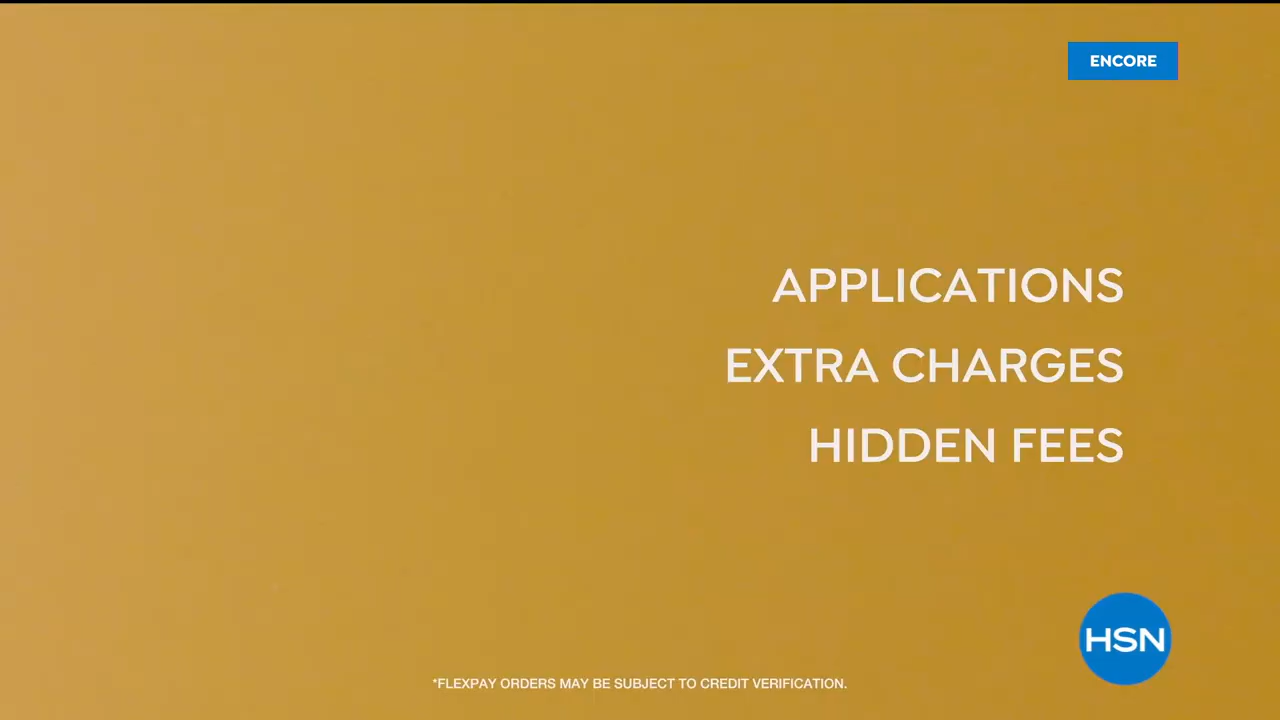 ENCORE
APPLICATIONS
EXTRA CHARGES
HIDDEN FEES
HSN
*FLEXPAY ORDERS MAY BE SUBJECT TO CREDIT VERIFICATION.